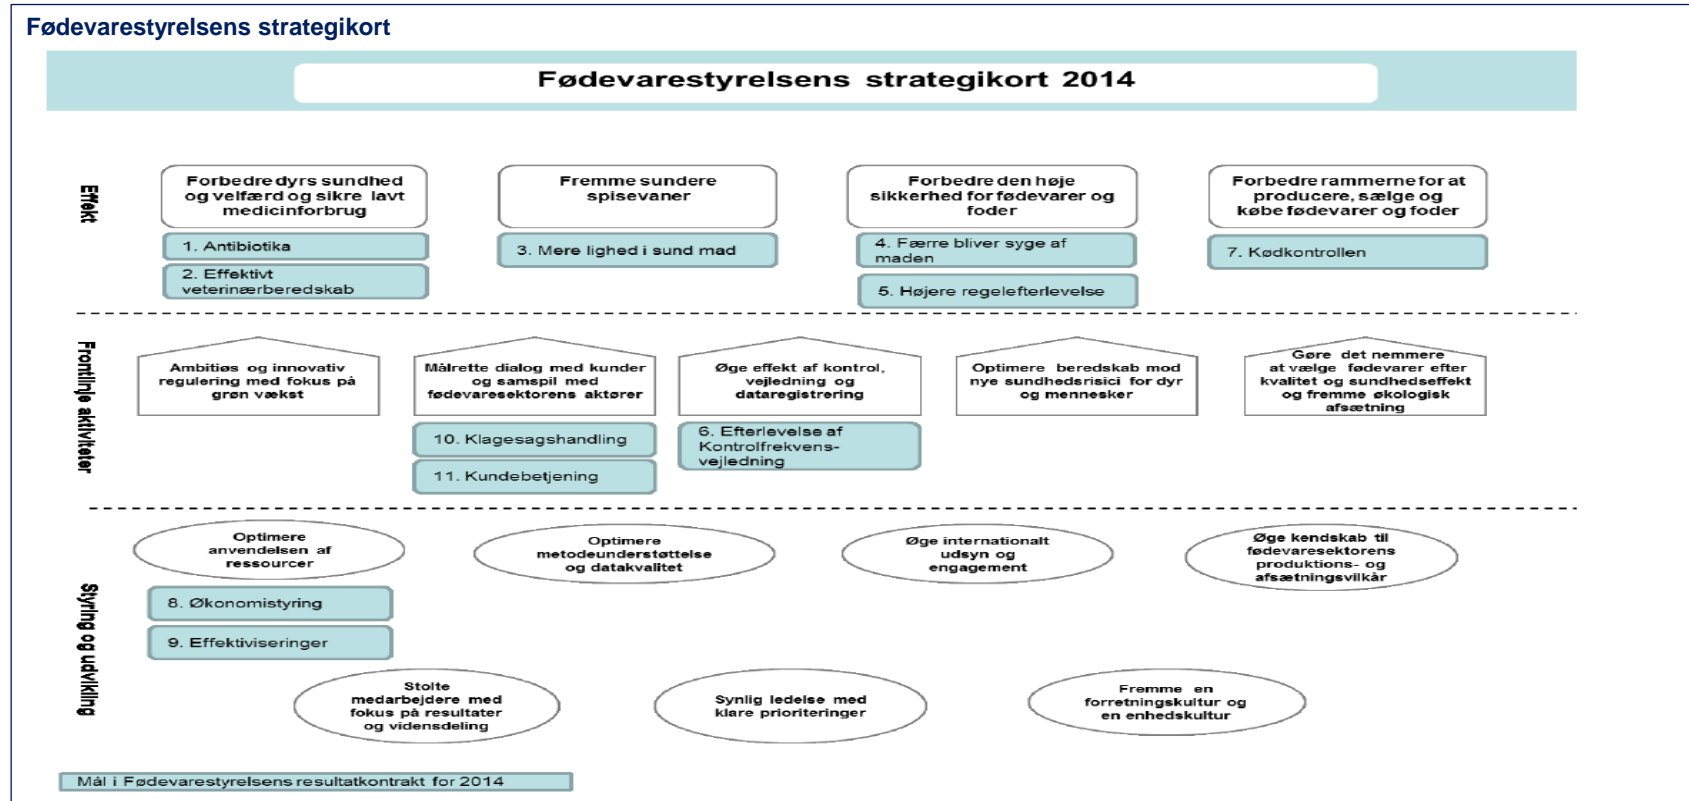 Fødevarestyrelsens strategikort
Fødevarestyrelsens strategikort 2014
Effekt
Forbedre dyrs sundhed
og velfærd og sikre lavt
medicinforbrug
1. Antibiotika
2. Effektivt
veterinærberedskab
Fremme sundere
spisevaner
3. Mere lighed i sund mad
Forbedre den høje
sikkerhed for fødevarer og
foder
4. Færre bliver syge af
maden
5. Højere regelefterlevelse
Forbedre rammerne for at
producere, sælge og
købe fødevarer og foder
7. Kødkontrollen
Frontlinje aktiviteter
Ambitiøs og innovativ
regulering med fokus på
grøn vækst
Målrette dialog med kunder
og samspil med
fødevaresektorens aktører
10. Klagesagshandling
11. Kundebetjening
Øge effekt af kontrol,
vejledning og
dataregistrering
6. Efterlevelse af
Kontrolfrekvens-
vejledning
Optimere beredskab mod
nye sundhedsrisici for dyr
og mennesker
Gøre det nemmere
at vælge fødevarer efter
kvalitet og sundhedseffekt
og fremme økologisk
afsætning
Styring og udvikling
Optimere
anvendelsen af
ressourcer
8. Økonomistyring
9. Effektiviseringer
Optimere
metodeunderstøttelse
og datakvalitet
Øge internationalt
udsyn og
engagement
Øge kendskab til
fødevaresektorens
produktions- og
afsætningsvilkår
Stolte
medarbejdere med
fokus på resultater
og vidensdeling
Synlig ledelse med
klare prioriteringer
Fremme en
forretningskultur og
en enhedskultur
Mål i Fødevarestyrelsens resultatkontrakt for 2014